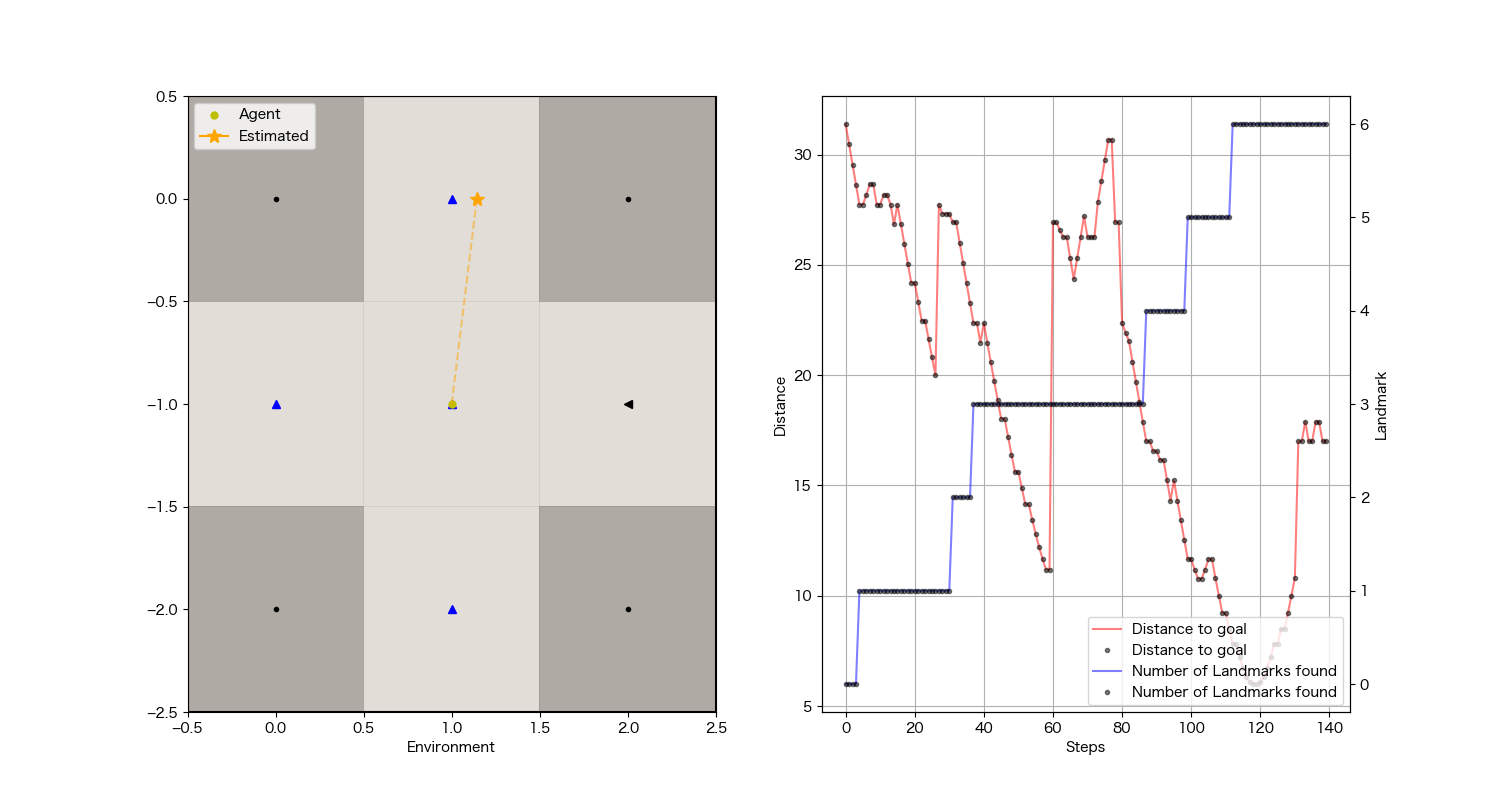 Agent
Estimated
0.5
0.0
−0.5
−1.0
−1.5
−2.0
−2.5
−0.5 0.0 0.5 1.0 1.5 2.0 2.5
Environment
Distance
30
25
20
15
10
5
0 20 40 60 80 100 120 140
Steps
6
5
4
3
2
1
0
Landmark
Distance to goal
Distance to goal
Number of Landmarks found
Number of Landmarks found